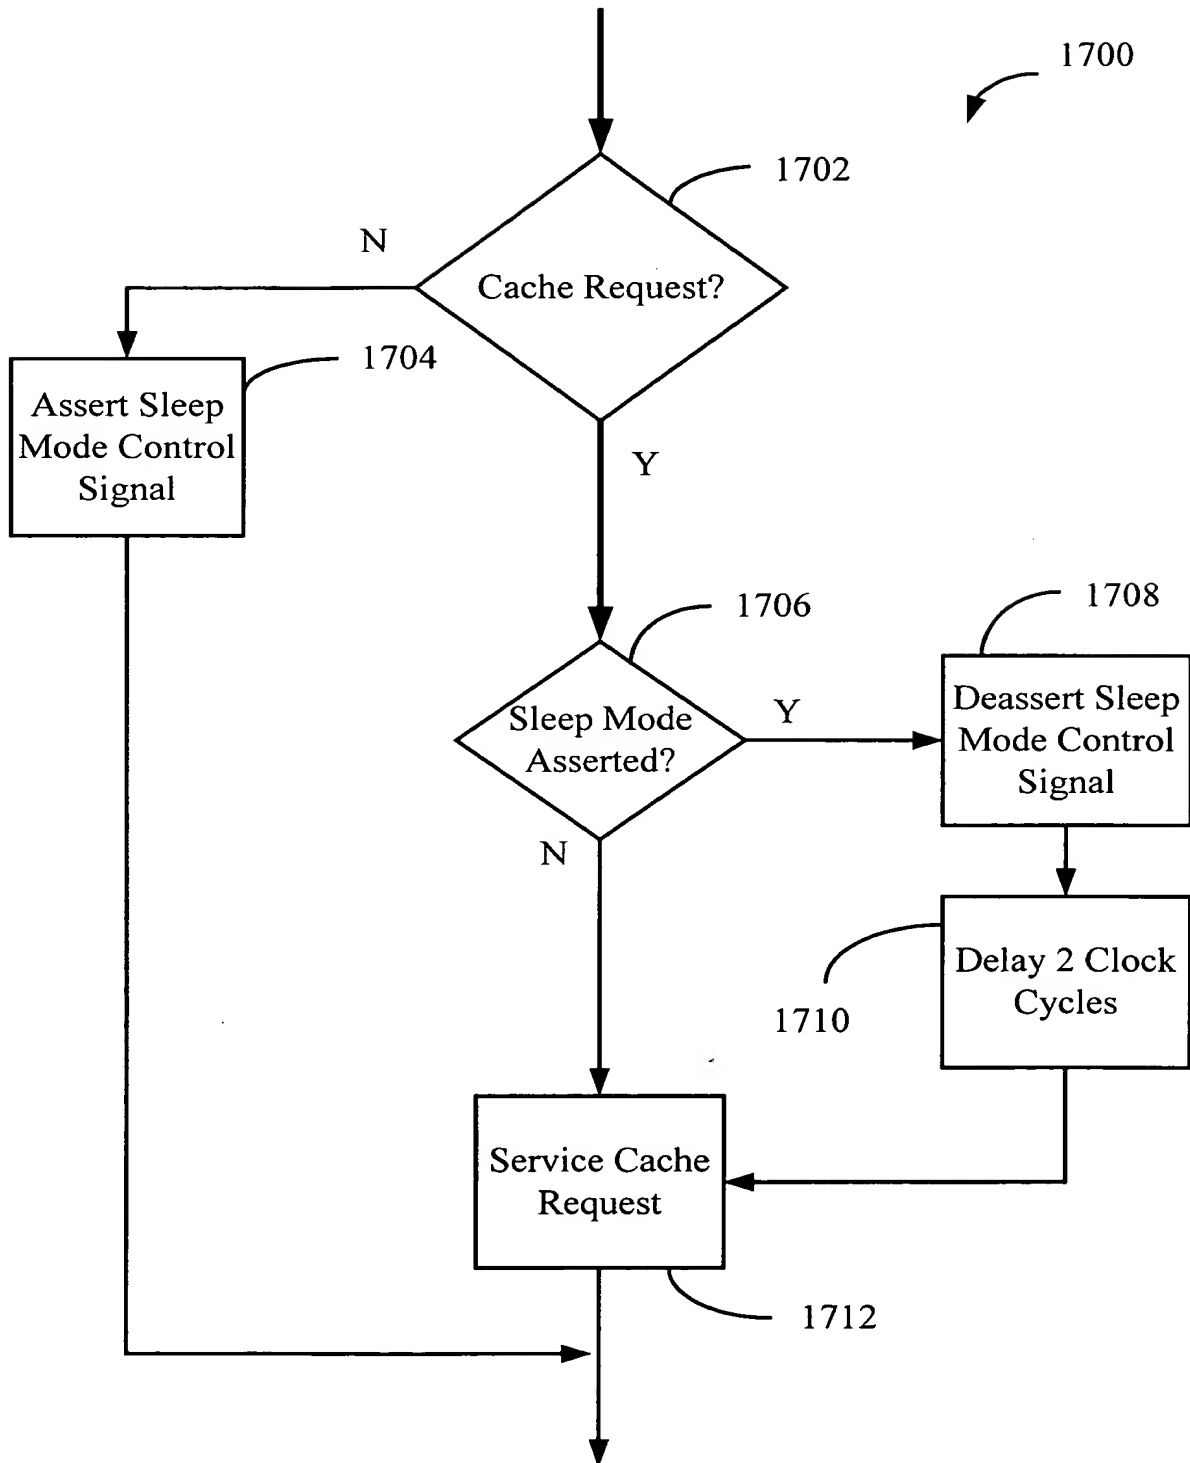 1700
1702
N
Cache Request?
1704
Assert Sleep
Mode Control
Signal
Y
1706
1708
Sleep Mode
Asserted?
Y
Deassert Sleep
Mode Control
Signal
N
Delay 2 Clock
Cycles
1710
Service Cache
Request
1712